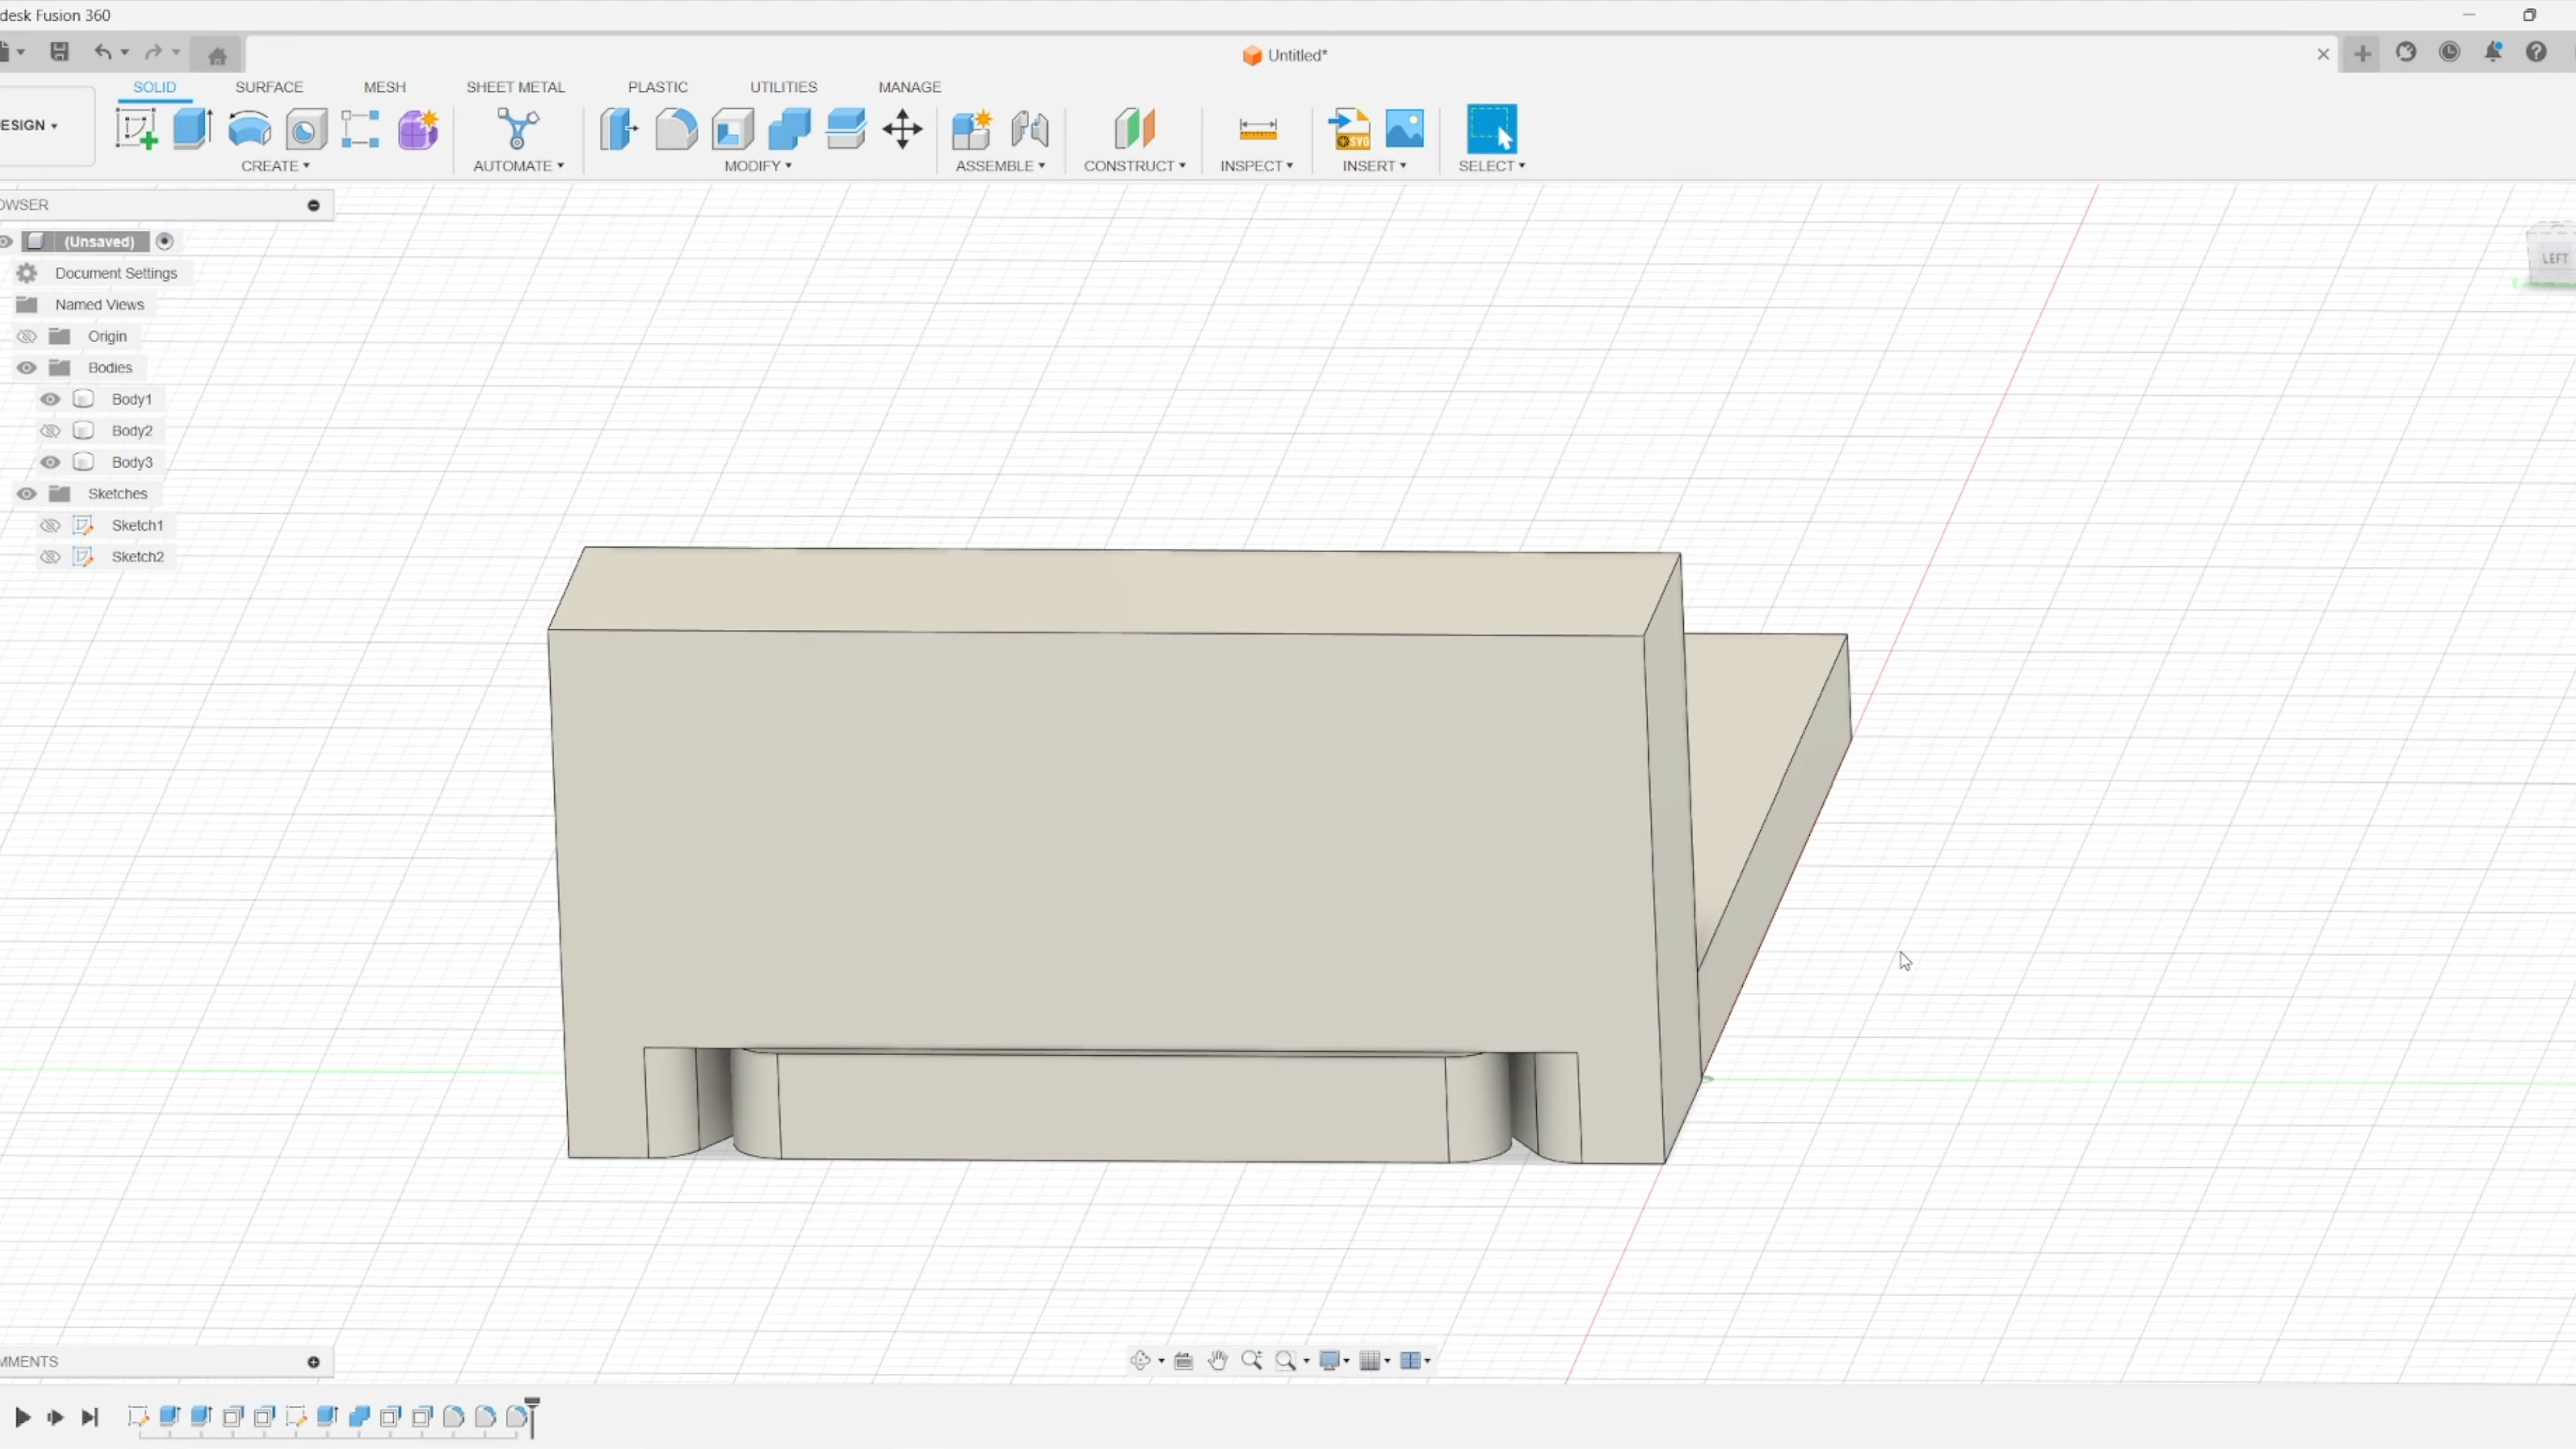 desk Fusion 360
Untitled*
SOLID SURFACE MESH SHEET METAL PLASTIC UTILITIES MANAGE
ESIGN
CREATE AUTOMATE MODIFY ASSEMBLE CONSTRUCT INSPECT INSERT SELECT
SVG
OWSER
(Unsaved)
Document Settings
Named Views
Origin
Bodies
Body1
Body2
Body3
Sketches
Sketch1
Sketch2
LEFT
Y
MMENTS